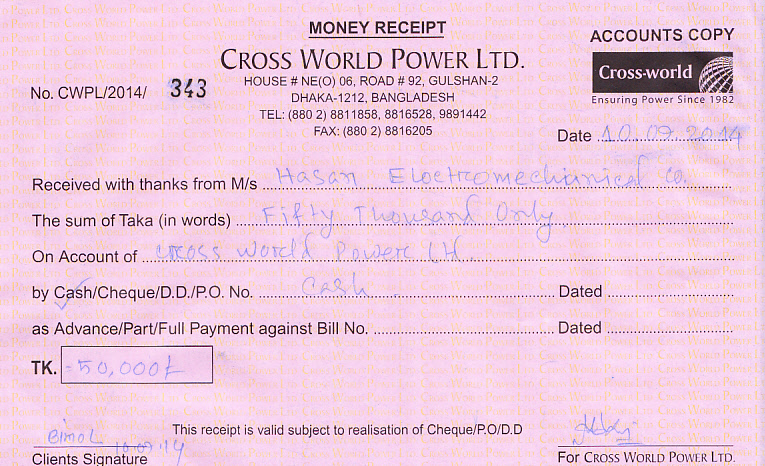 MONEY RECEIPT
ACCOUNTS COPY
CROSS WORLD POWER LTD.
HOUSE # NE(O) 06, ROAD # 92, GULSHAN-2
DHAKA-1212, BANGLADESH
TEL: (880 2) 8811858, 8816528, 9891442
FAX: (880 2) 8816205
Cross-world
Ensuring Power Since 1982
No. CWPL/2014/ 343
Date 10.09.2014
Received with thanks from M/s Hasan Electromechanical Co.
The sum of Taka (in words) Fifty Thousand Only.
On Account of Cross World Power Ltd.
by Cash/Cheque/D.D./P.O. No. Cash Dated
as Advance/Part/Full Payment against Bill No. Dated
TK. 50,000/-
This receipt is valid subject to realisation of Cheque/P.O/D.D
Bimol 10.09.14
Clients Signature
For CROSS WORLD POWER LTD.